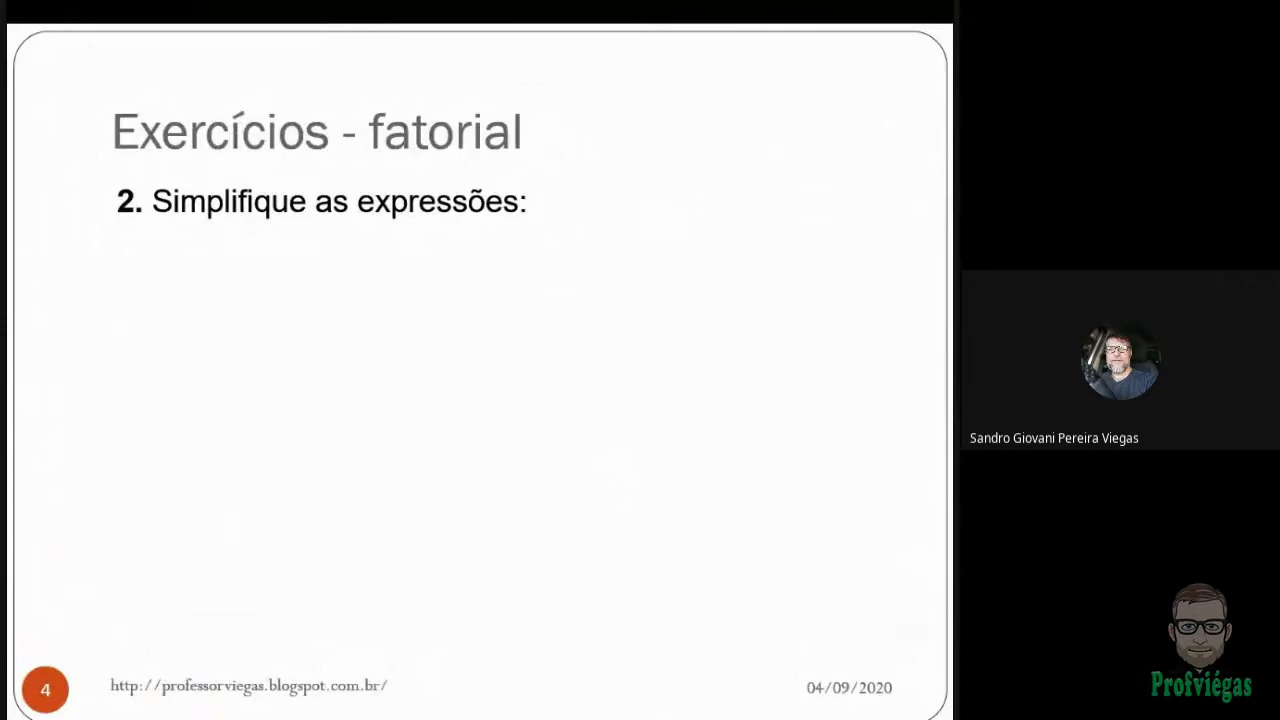 Exercícios - fatorial
2. Simplifique as expressões:
Sandro Giovani Pereira Viegas
4
http://professorviegas.blogspot.com.br/
04/09/2020
Profviégas